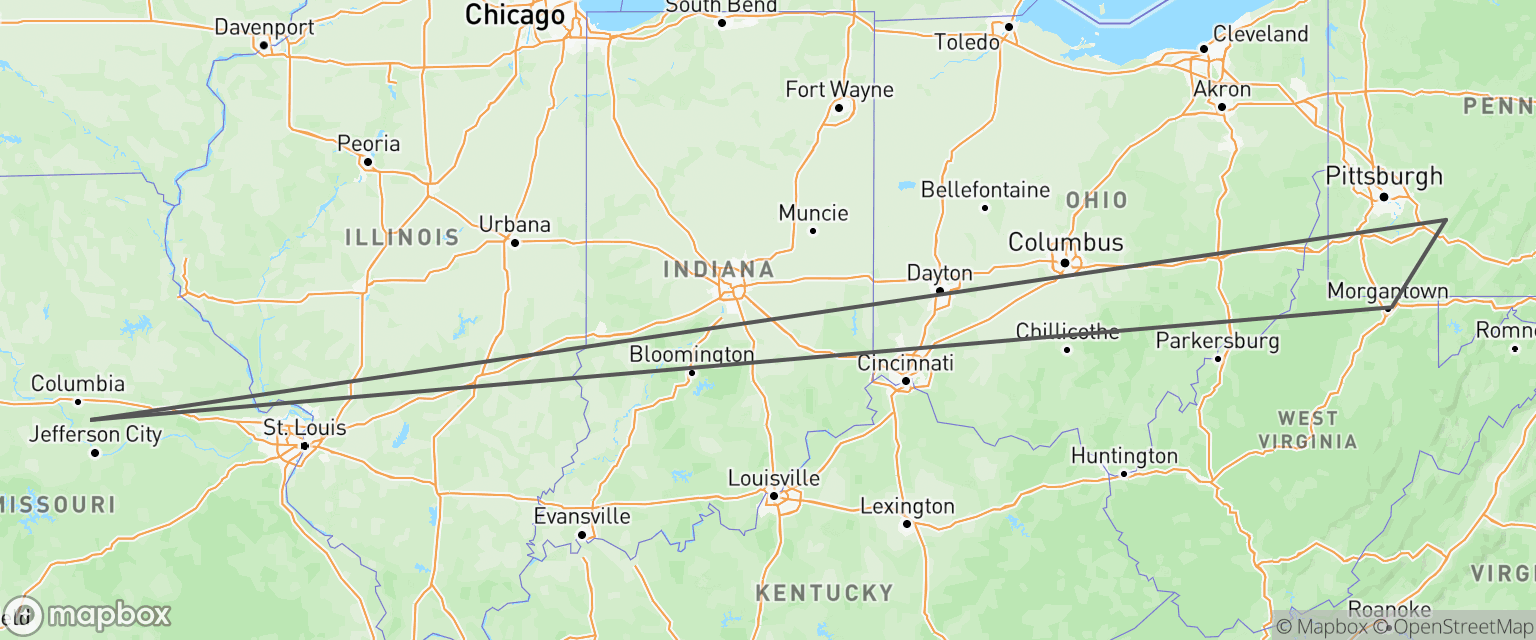 Chicago
South Bend
Davenport
Toledo
Cleveland
Fort Wayne
Akron
PENN
Peoria
Pittsburgh
Bellefontaine
OHIO
Muncie
Urbana
ILLINOIS
Columbus
INDIANA
Dayton
Morgantown
Chillicothe
Parkersburg
Romne
Bloomington
Cincinnati
Columbia
St. Louis
Jefferson City
WEST
VIRGINIA
Huntington
Louisville
MISSOURI
Lexington
Evansville
VIRG
KENTUCKY
Roanoke
eld
mapbox
© Mapbox © OpenStreetMap